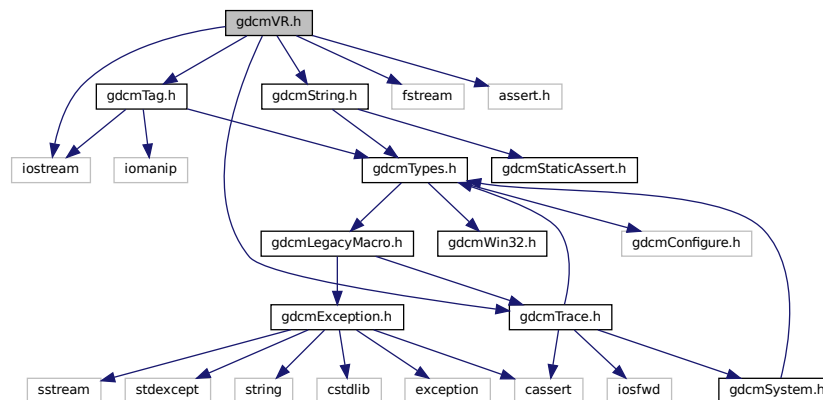 gdcmVR.h
gdcmTag.h
gdcmString.h
fstream
assert.h
iostream
iomanip
gdcmTypes.h
gdcmStaticAssert.h
gdcmLegacyMacro.h
gdcmWin32.h
gdcmConfigure.h
gdcmException.h
gdcmTrace.h
sstream
stdexcept
string
cstdlib
exception
cassert
iosfwd
gdcmSystem.h